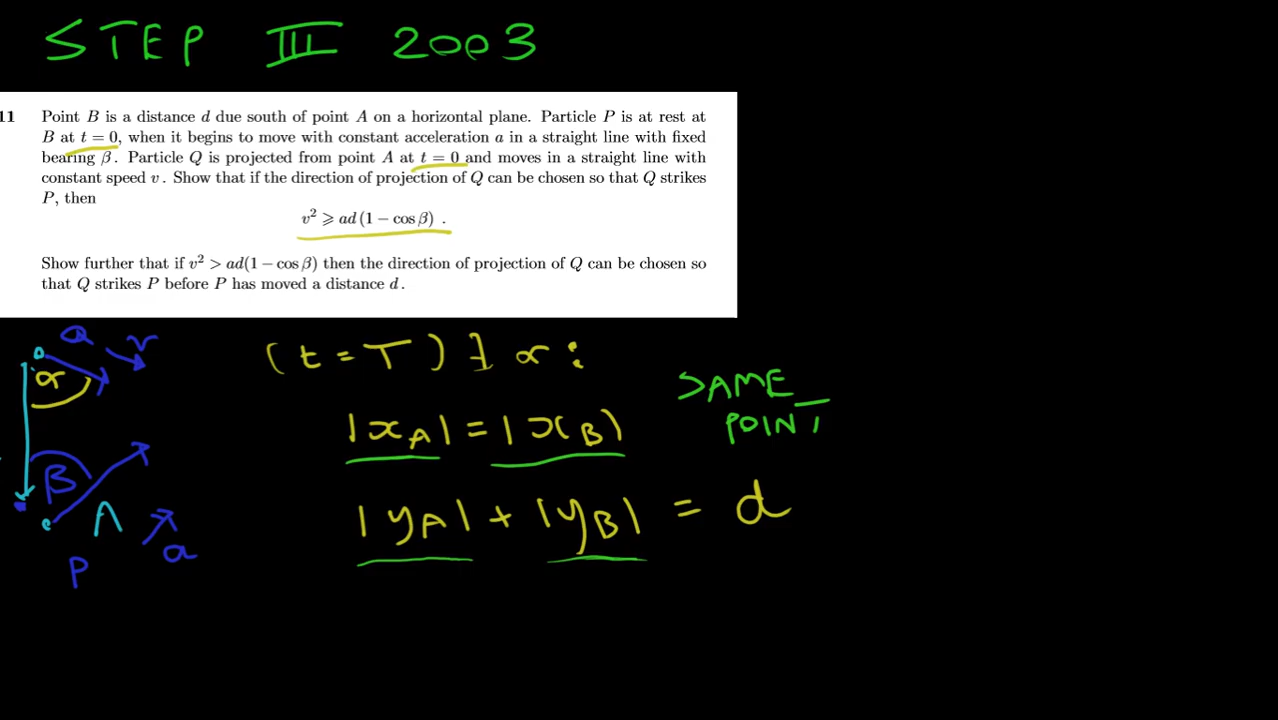 STEP III 2003
11 Point B is a distance d due south of point A on a horizontal plane. Particle P is at rest at
B at t = 0, when it begins to move with constant acceleration a in a straight line with fixed
bearing β. Particle Q is projected from point A at t = 0 and moves in a straight line with
constant speed v. Show that if the direction of projection of Q can be chosen so that Q strikes
P, then
v² ⩾ ad (1 − cos β) .
Show further that if v² > ad(1 − cos β) then the direction of projection of Q can be chosen so
that Q strikes P before P has moved a distance d.
Q v
α
(t = T) ∃ α :
SAME
POINT
|x_A| = |x_B|
β
|y_A| + |y_B| = d
P
a